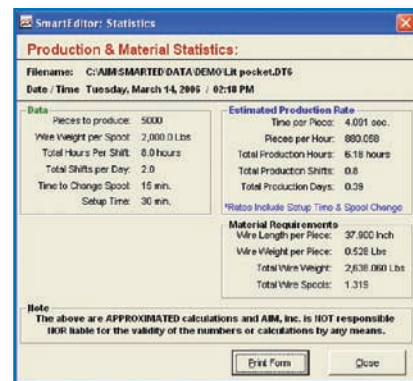 SmartEditor: Statistics
Production & Material Statistics:
Filename: C:\AIM\SMARTED\DATA\DEMO\Lit pocket.DT6
Date / Time Tuesday, March 14, 2006 / 02:18 PM
Data
Pieces to produce: 5000
Wire Weight per Spool: 2,000.0 Lbs
Total Hours Per Shift: 8.0 hours
Total Shifts per Day: 2.0
Time to Change Spool: 15 min.
Setup Time: 30 min.
Estimated Production Rate
Time per Piece: 4.091 sec.
Pieces per Hour: 880.058
Total Production Hours: 6.18 hours
Total Production Shifts: 0.8
Total Production Days: 0.39
*Rates Include Setup Time & Spool Change
Material Requirements
Wire Length per Piece: 37.900 Inch
Wire Weight per Piece: 0.528 Lbs
Total Wire Weight: 2,638.060 Lbs
Total Wire Spools: 1.319
Note
The above are APPROXIMATED calculations and AIM, inc. is NOT responsible
NOR liable for the validity of the numbers or calculations by any means.
Print Form
Close